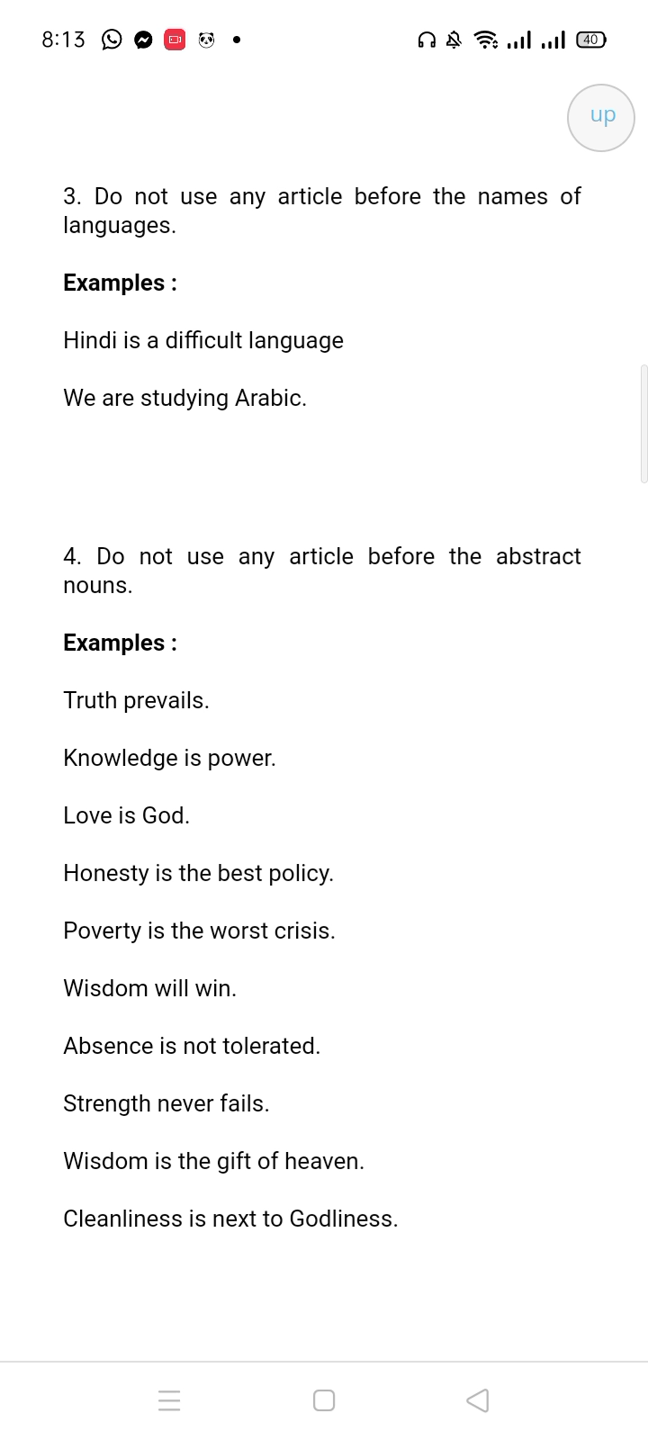 8:13
40
up
3. Do not use any article before the names of
languages.
Examples :
Hindi is a difficult language
We are studying Arabic.
4. Do not use any article before the abstract
nouns.
Examples :
Truth prevails.
Knowledge is power.
Love is God.
Honesty is the best policy.
Poverty is the worst crisis.
Wisdom will win.
Absence is not tolerated.
Strength never fails.
Wisdom is the gift of heaven.
Cleanliness is next to Godliness.